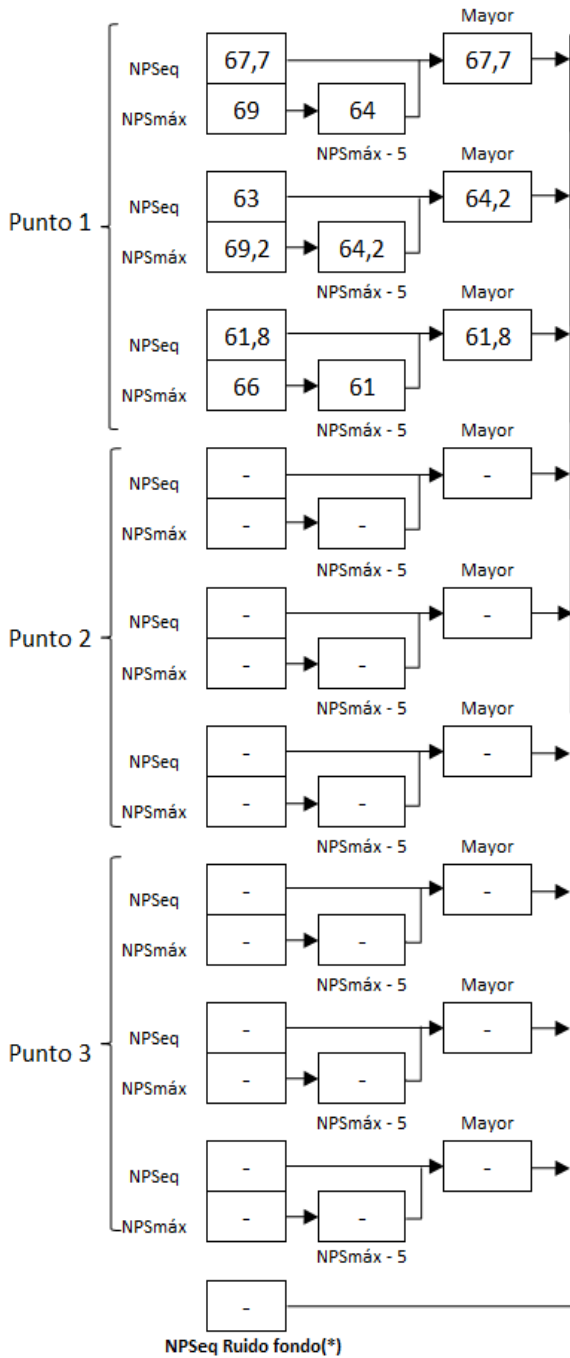 Mayor
NPSeq 67,7 67,7
NPSmáx 69 64
NPSmáx - 5 Mayor
Punto 1 NPSeq 63 64,2
NPSmáx 69,2 64,2
NPSmáx - 5 Mayor
NPSeq 61,8 61,8
NPSmáx 66 61
NPSmáx - 5 Mayor
NPSeq - -
NPSmáx - -
NPSmáx - 5 Mayor
Punto 2 NPSeq - -
NPSmáx - -
NPSmáx - 5 Mayor
NPSeq - -
NPSmáx - -
NPSmáx - 5 Mayor
NPSeq - -
NPSmáx - -
NPSmáx - 5 Mayor
Punto 3 NPSeq - -
NPSmáx - -
NPSmáx - 5 Mayor
NPSeq - -
NPSmáx - -
NPSmáx - 5
-
NPSeq Ruido fondo(*)